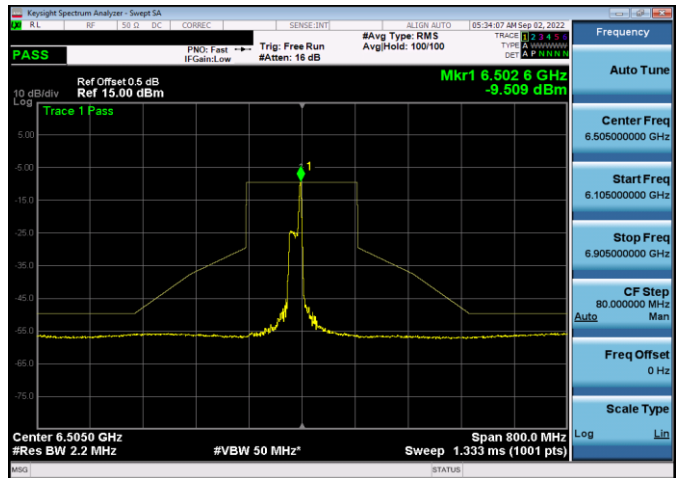 Keysight Spectrum Analyzer - Swept SA
RL RF 50 Ω DC CORREC SENSE:INT ALIGN AUTO 05:34:07 AM Sep 02, 2022
PNO: Fast Trig: Free Run #Avg Type: RMS TRACE 1 2 3 4 5 6
IFGain:Low #Atten: 16 dB Avg|Hold: 100/100 TYPE A WWWWW
DET A P N N N N
PASS
Ref Offset 0.5 dB Mkr1 6.502 6 GHz
10 dB/div Ref 15.00 dBm -9.509 dBm
Log
Trace 1 Pass
5.00
-5.00
1
-15.0
-25.0
-35.0
-45.0
-55.0
-65.0
-75.0
Center 6.5050 GHz Span 800.0 MHz
#Res BW 2.2 MHz #VBW 50 MHz* Sweep 1.333 ms (1001 pts)
MSG STATUS
Frequency
Auto Tune
Center Freq
6.505000000 GHz
Start Freq
6.105000000 GHz
Stop Freq
6.905000000 GHz
CF Step
80.000000 MHz
Auto Man
Freq Offset
0 Hz
Scale Type
Log Lin